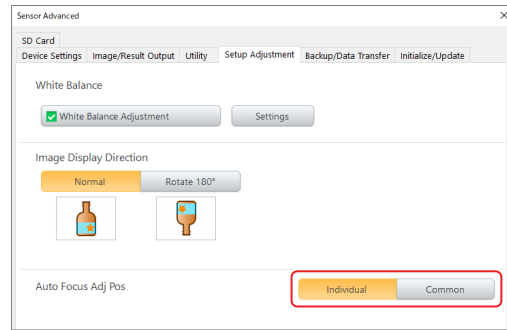 Sensor Advanced
SD Card
Device Settings Image/Result Output Utility Setup Adjustment Backup/Data Transfer Initialize/Update
White Balance
White Balance Adjustment Settings
Image Display Direction
Normal Rotate 180°
Auto Focus Adj Pos Individual Common